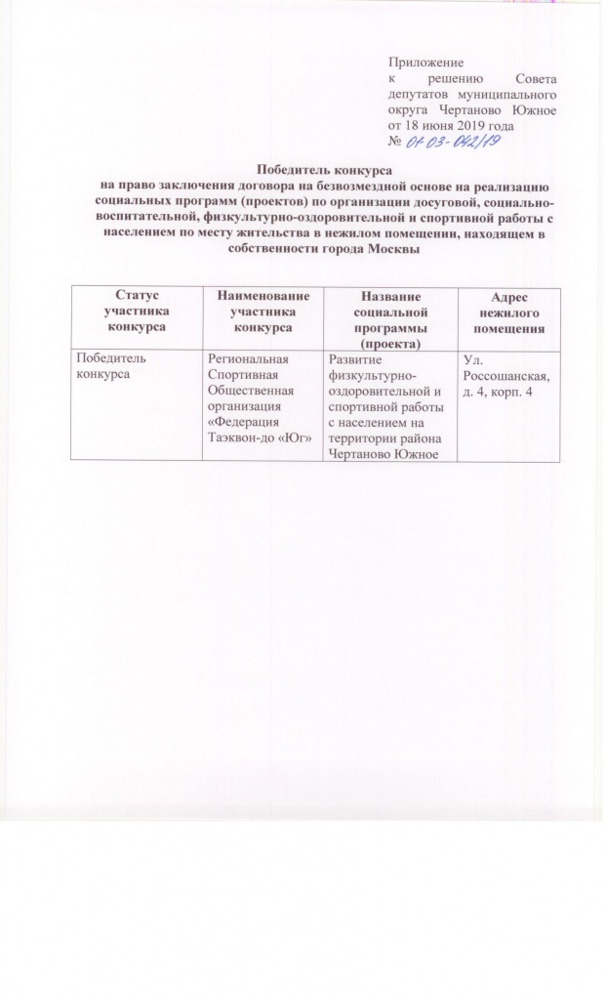 Приложение
к решению Совета
депутатов муниципального
округа Чертаново Южное
от 18 июня 2019 года
№ 01-03-042/19
Победитель конкурса
на право заключения договора на безвозмездной основе на реализацию
социальных программ (проектов) по организации досуговой, социально-
воспитательной, физкультурно-оздоровительной и спортивной работы с
населением по месту жительства в нежилом помещении, находящем в
собственности города Москвы
Статус
участника
конкурса
Наименование
участника
конкурса
Название
социальной
программы
(проекта)
Адрес
нежилого
помещения
Победитель
конкурса
Региональная
Спортивная
Общественная
организация
«Федерация
Таэквон-до «Юг»
Развитие
физкультурно-
оздоровительной и
спортивной работы
с населением на
территории района
Чертаново Южное
Ул.
Россошанская,
д. 4, корп. 4